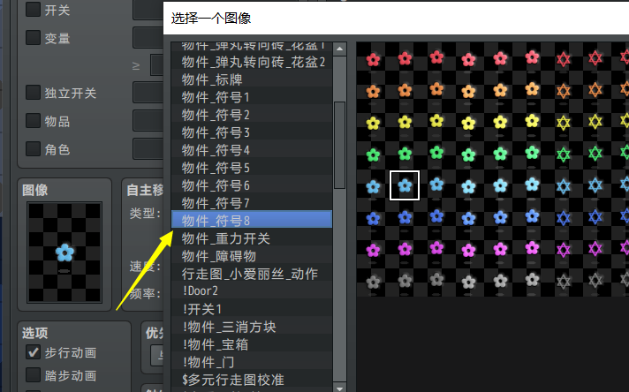 开关
变量
≥
独立开关
物品
角色
图像
自主移
类型:
速度:
频率:
选项
步行动画
踏步动画
优先
选择一个图像
物件_弹丸转向砖_花盆1
物件_弹丸转向砖_花盆2
物件_标牌
物件_符号1
物件_符号2
物件_符号3
物件_符号4
物件_符号5
物件_符号6
物件_符号7
物件_符号8
物件_重力开关
物件_障碍物
行走图_小爱丽丝_动作
!Door2
!开关1
!物件_三消方块
!物件_宝箱
!物件_门
$多元行走图校准